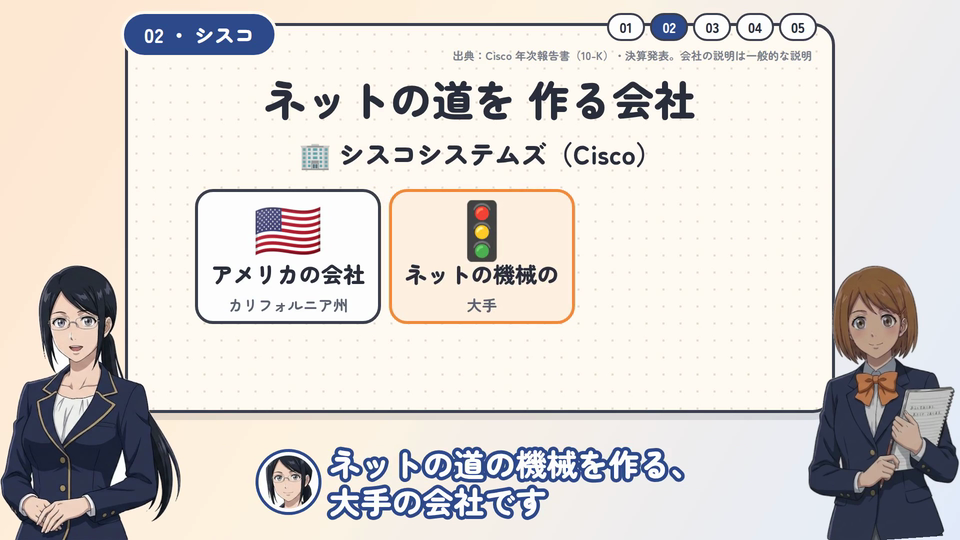 02 ・ シスコ
01 02 03 04 05
出典：Cisco 年次報告書（10-K）・決算発表。会社の説明は一般的な説明
ネットの道を 作る会社
シスコシステムズ（Cisco）
アメリカの会社
カリフォルニア州
ネットの機械の
大手
ネットの道の機械を作る、
大手の会社です